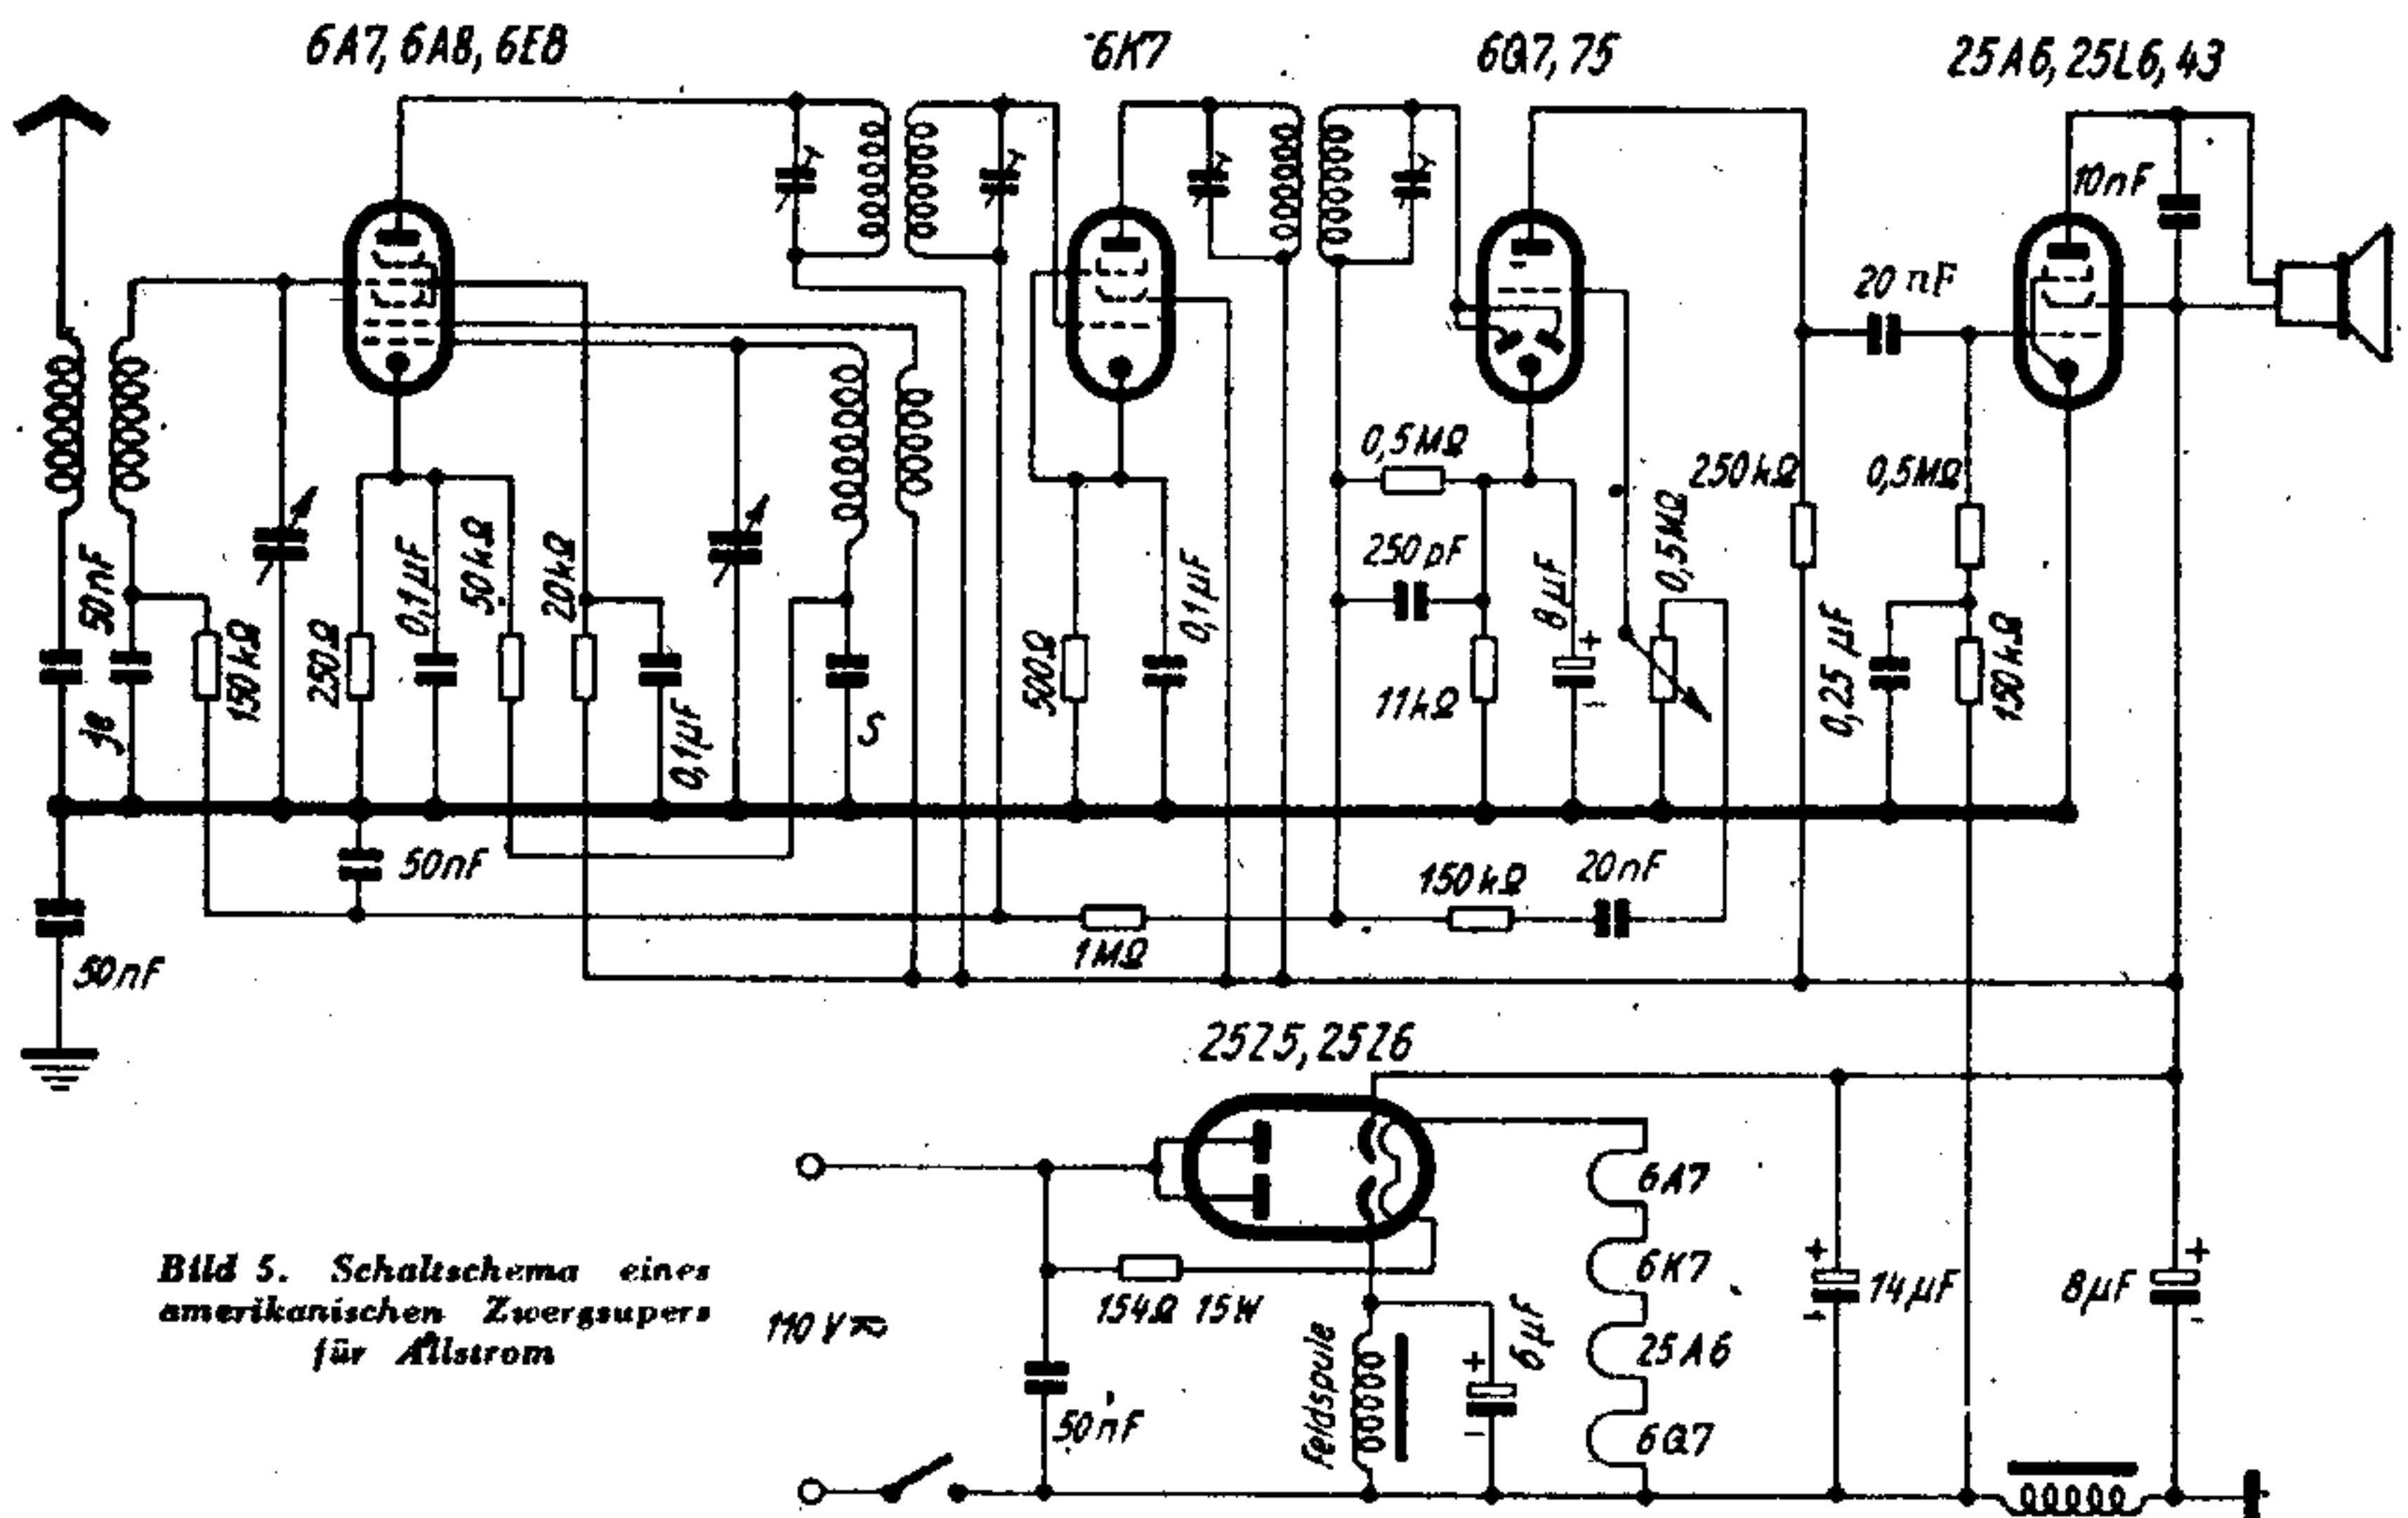 6A7, 6A8, 6E8
6K7
6Q7, 75
25A6, 25L6, 43
10nF
20 nF
0,5MΩ
250kΩ
0,5MΩ
50nF
0,1µF
50kΩ
20kΩ
250 pF
0,1µF
8µF
0,5MΩ
je
150kΩ
250Ω
500Ω
11kΩ
0,25 µF
150kΩ
0,1µF
S
50nF
150kΩ
20nF
50nF
1MΩ
25Z5, 25Z6
6A7
6K7
14µF
8µF
154Ω 15W
110 V
6µF
25A6
Feldspule
50nF
6Q7
Bild 5. Schaltschema eines
amerikanischen Zwergsupers
für Allstrom